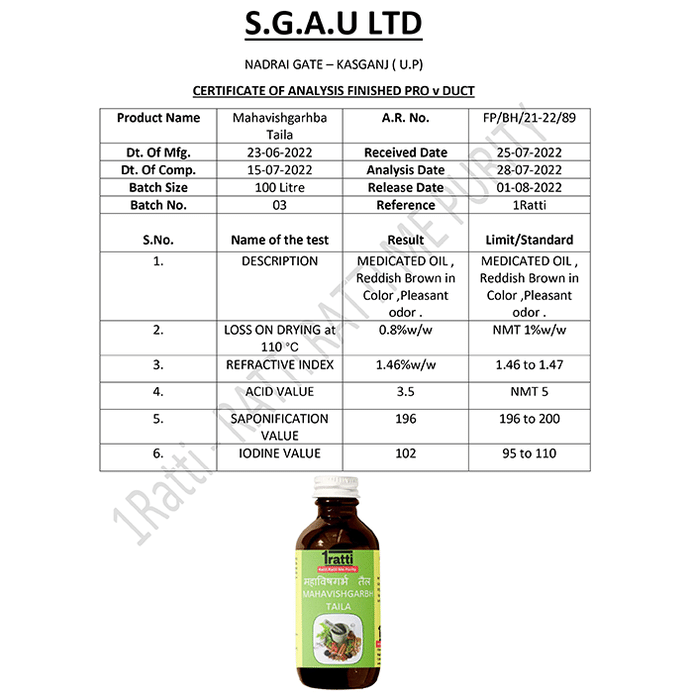 S.G.A.U LTD
NADRAI GATE – KASGANJ ( U.P)
CERTIFICATE OF ANALYSIS FINISHED PRO v DUCT
Product Name Mahavishgarhba Taila A.R. No. FP/BH/21-22/89
Dt. Of Mfg. 23-06-2022 Received Date 25-07-2022
Dt. Of Comp. 15-07-2022 Analysis Date 28-07-2022
Batch Size 100 Litre Release Date 01-08-2022
Batch No. 03 Reference 1Ratti
S.No. Name of the test Result Limit/Standard
1. DESCRIPTION MEDICATED OIL , Reddish Brown in Color ,Pleasant odor . MEDICATED OIL , Reddish Brown in Color ,Pleasant odor .
2. LOSS ON DRYING at 110 °C 0.8%w/w NMT 1%w/w
3. REFRACTIVE INDEX 1.46%w/w 1.46 to 1.47
4. ACID VALUE 3.5 NMT 5
5. SAPONIFICATION VALUE 196 196 to 200
6. IODINE VALUE 102 95 to 110
1Ratti - RATTI RATTI ME PURITY
1ratti
Ratti Ratti Me Purity
महाविषगर्भ तैल
MAHAVISHGARBH
TAILA